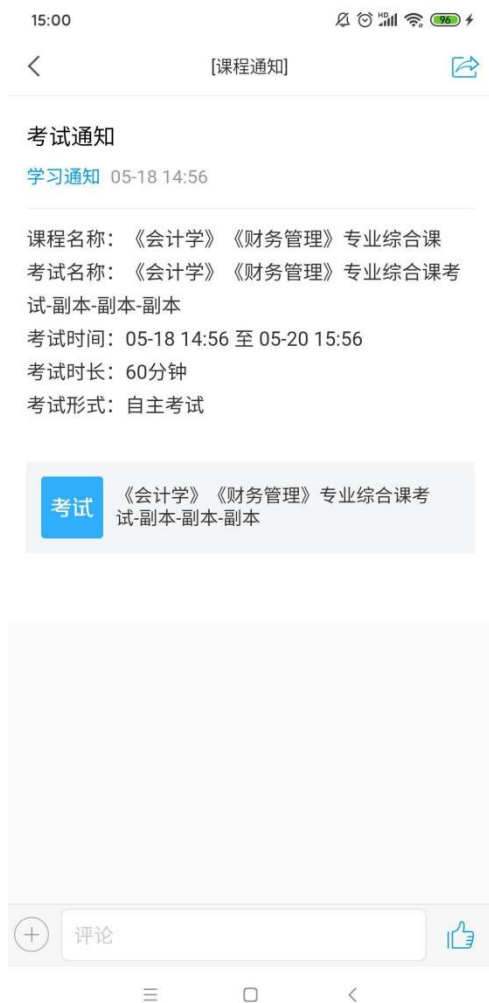 15:00
HD
96
[课程通知]
考试通知
学习通知 05-18 14:56
课程名称：《会计学》《财务管理》专业综合课
考试名称：《会计学》《财务管理》专业综合课考
试-副本-副本-副本
考试时间：05-18 14:56 至 05-20 15:56
考试时长：60分钟
考试形式：自主考试
考试
《会计学》《财务管理》专业综合课考
试-副本-副本-副本
评论